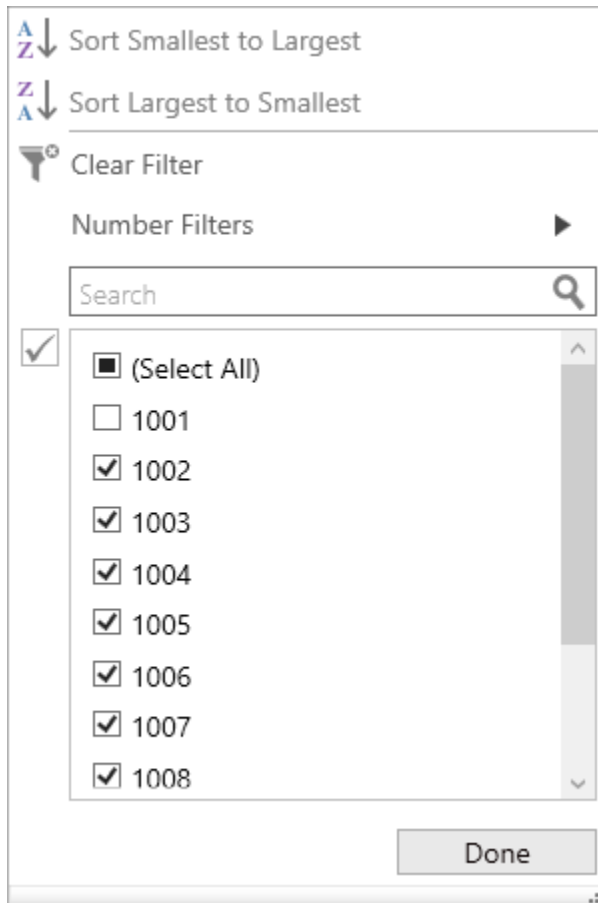 Sort Smallest to Largest
Sort Largest to Smallest
Clear Filter
Number Filters
Search
(Select All)
1001
1002
1003
1004
1005
1006
1007
1008
Done